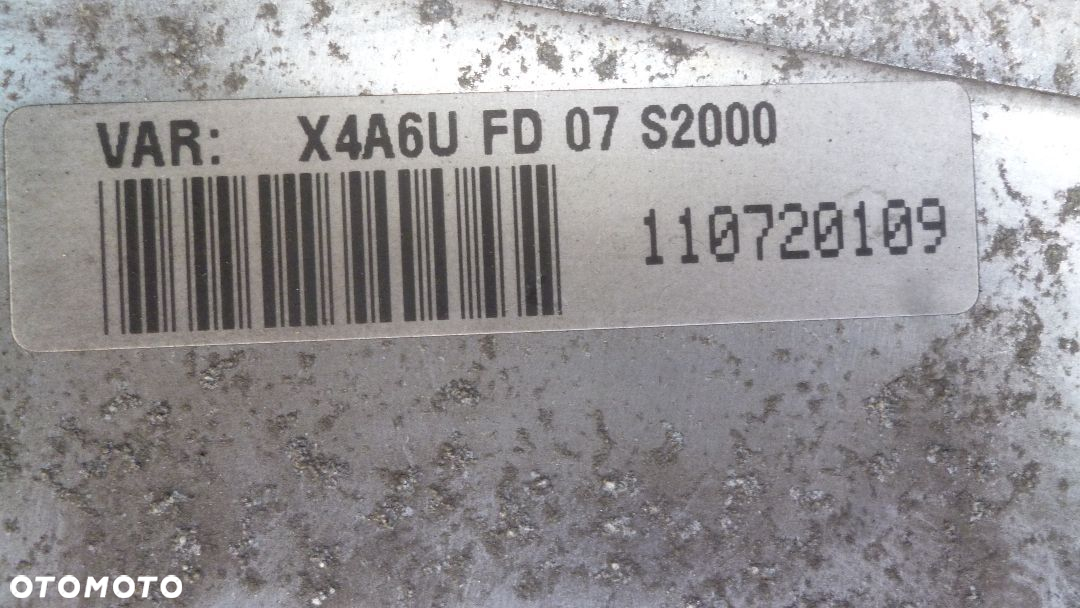 VAR: X4A6U FD 07 S2000
110720109
OTOMOTO